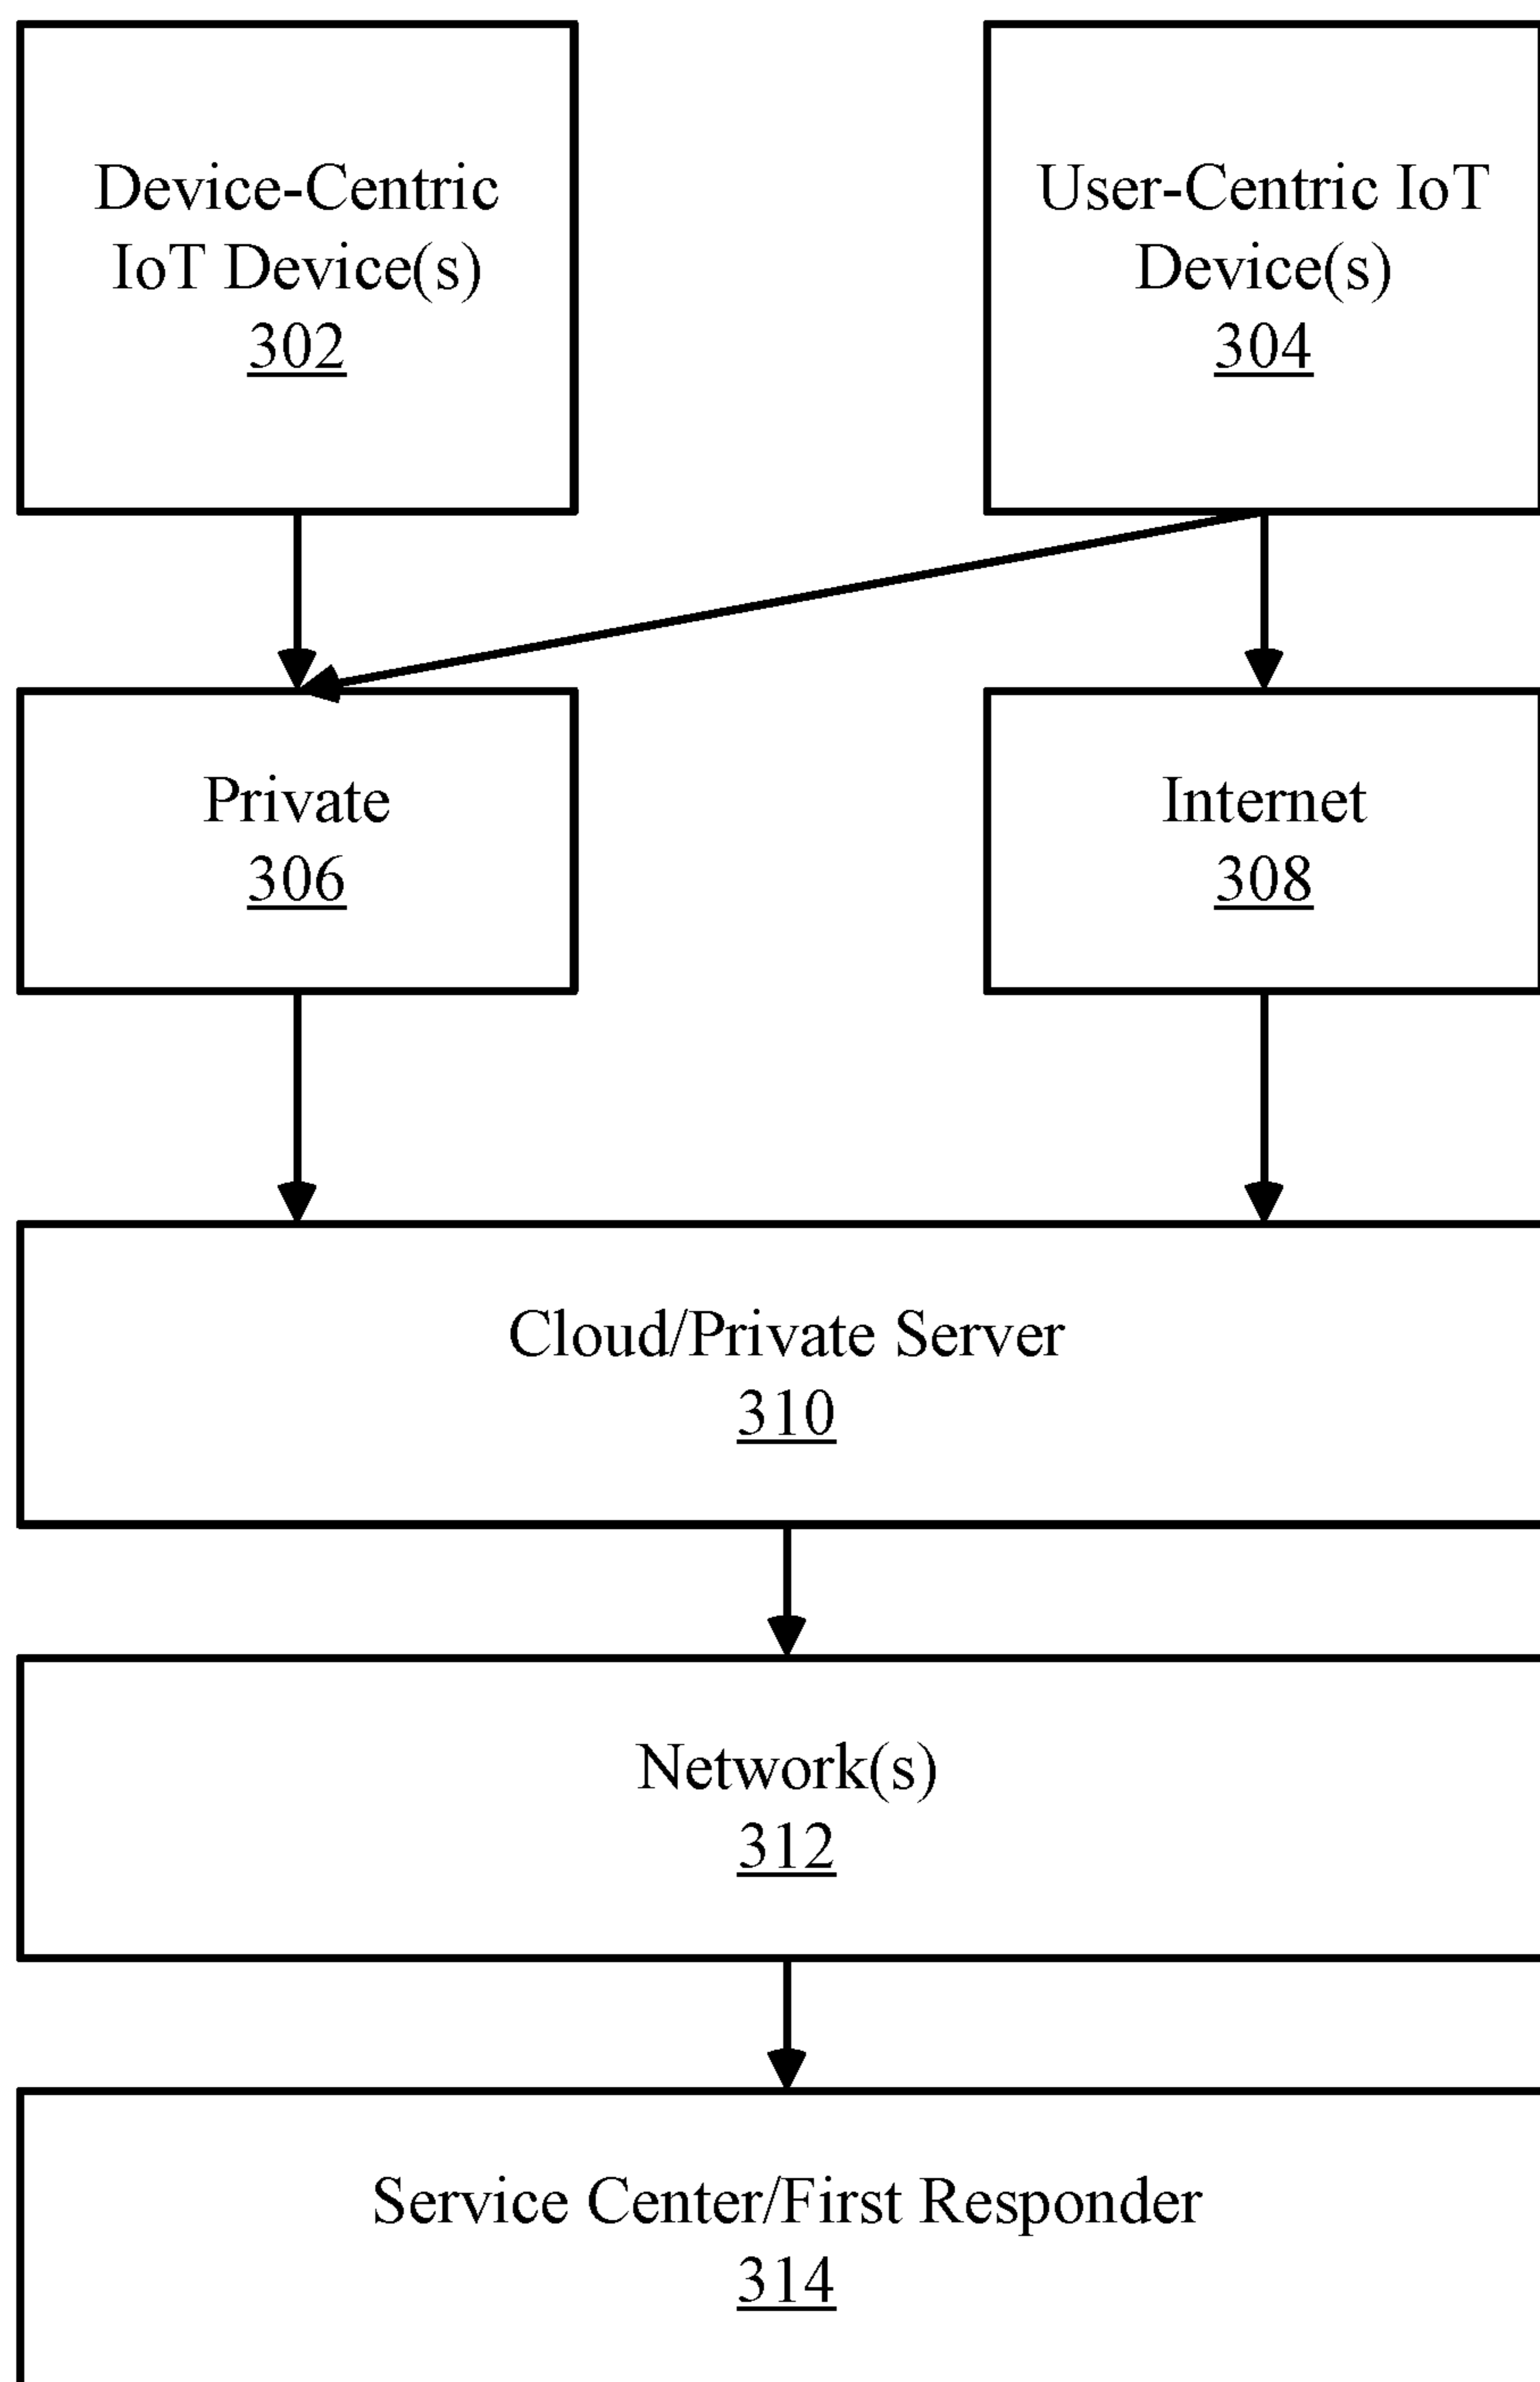 Device-Centric
IoT Device(s)
302
User-Centric IoT
Device(s)
304
Private
306
Internet
308
Cloud/Private Server
310
Network(s)
312
Service Center/First Responder
314